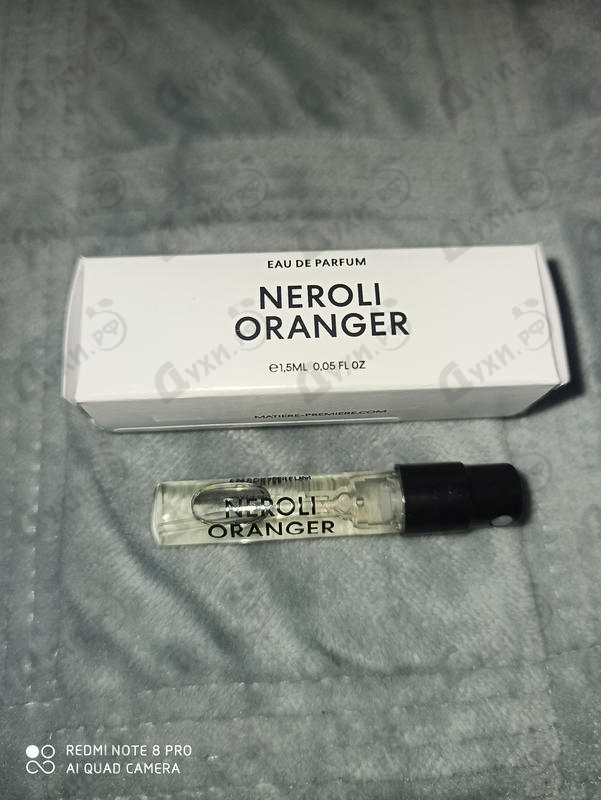 EAU DE PARFUM
NEROLI
ORANGER
℮1,5ML 0.05 FL OZ
MATIERE-PREMIERE.COM
NEROLI
ORANGER
REDMI NOTE 8 PRO
AI QUAD CAMERA
Духи.РФ